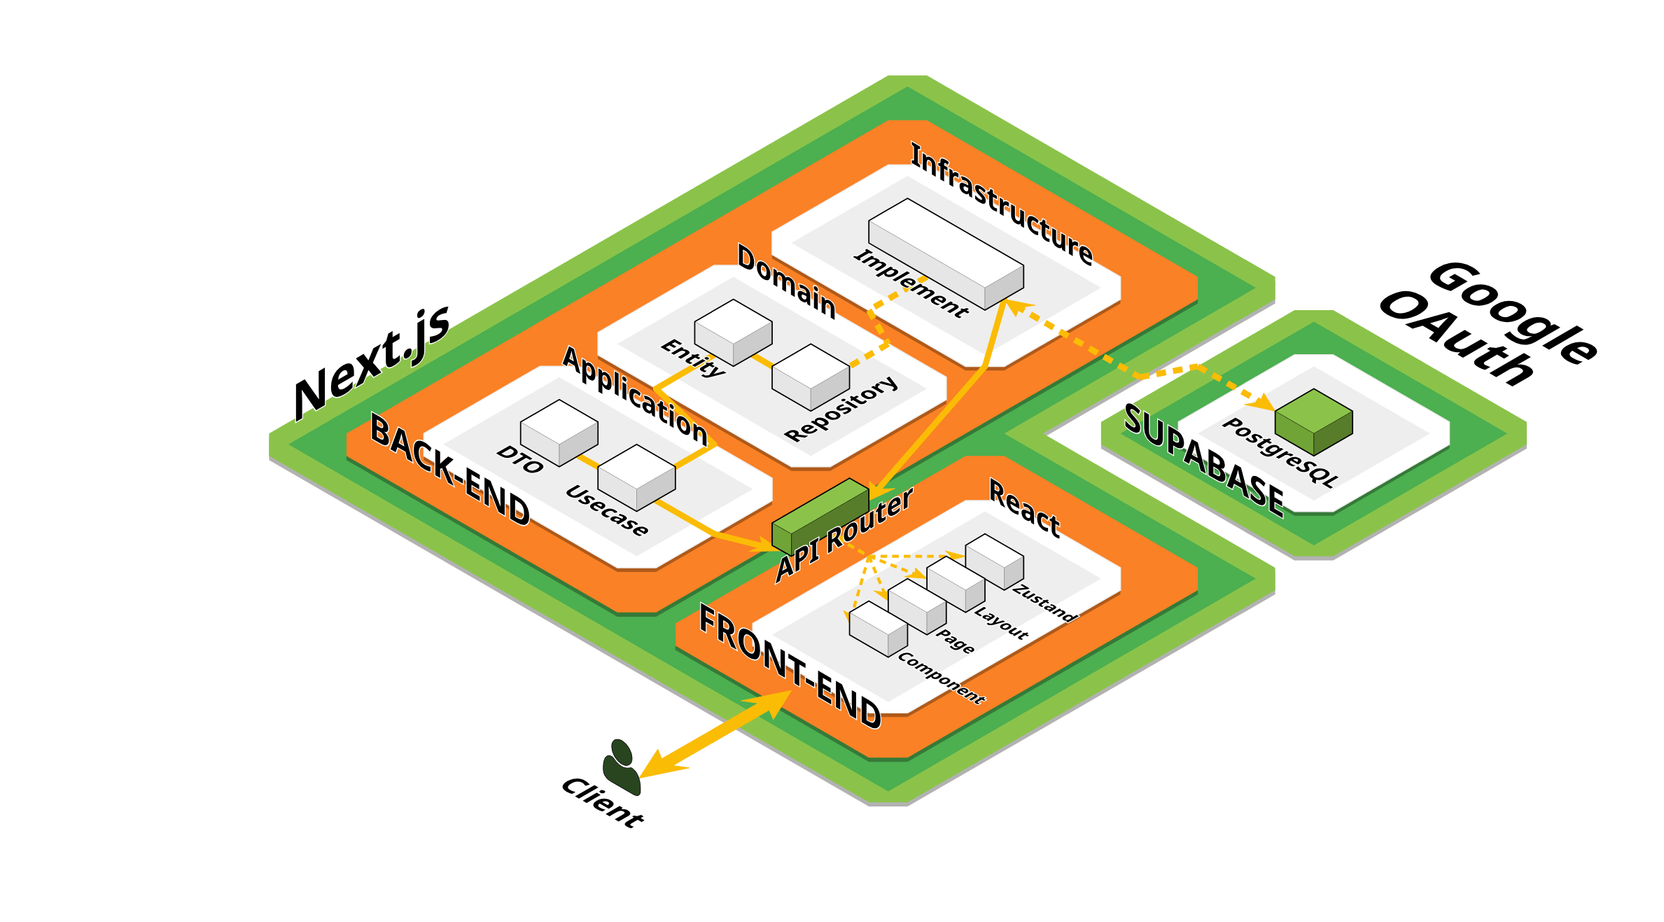 Next.js
BACK-END
Infrastructure
Implement
Domain
Entity
Repository
Application
DTO
Usecase
API Router
FRONT-END
React
Zustand
Layout
Page
Component
Client
Google
OAuth
SUPABASE
PostgreSQL